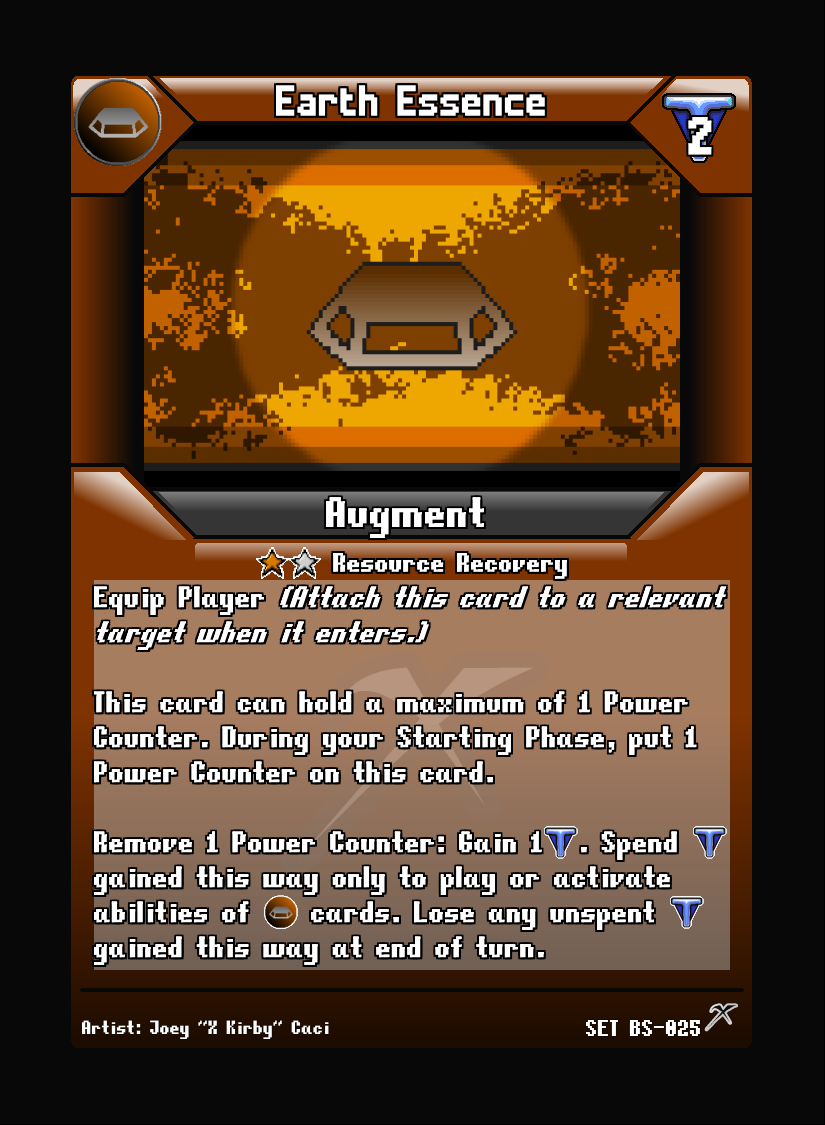 Earth Essence
2
Augment
Resource Recovery
Equip Player (Attach this card to a relevant
target when it enters.)
This card can hold a maximum of 1 Power
Counter. During your Starting Phase, put 1
Power Counter on this card.
Remove 1 Power Counter: Gain 1 T. Spend T
gained this way only to play or activate
abilities of cards. Lose any unspent T
gained this way at end of turn.
Artist: Joey "X Kirby" Caci
SET BS-025